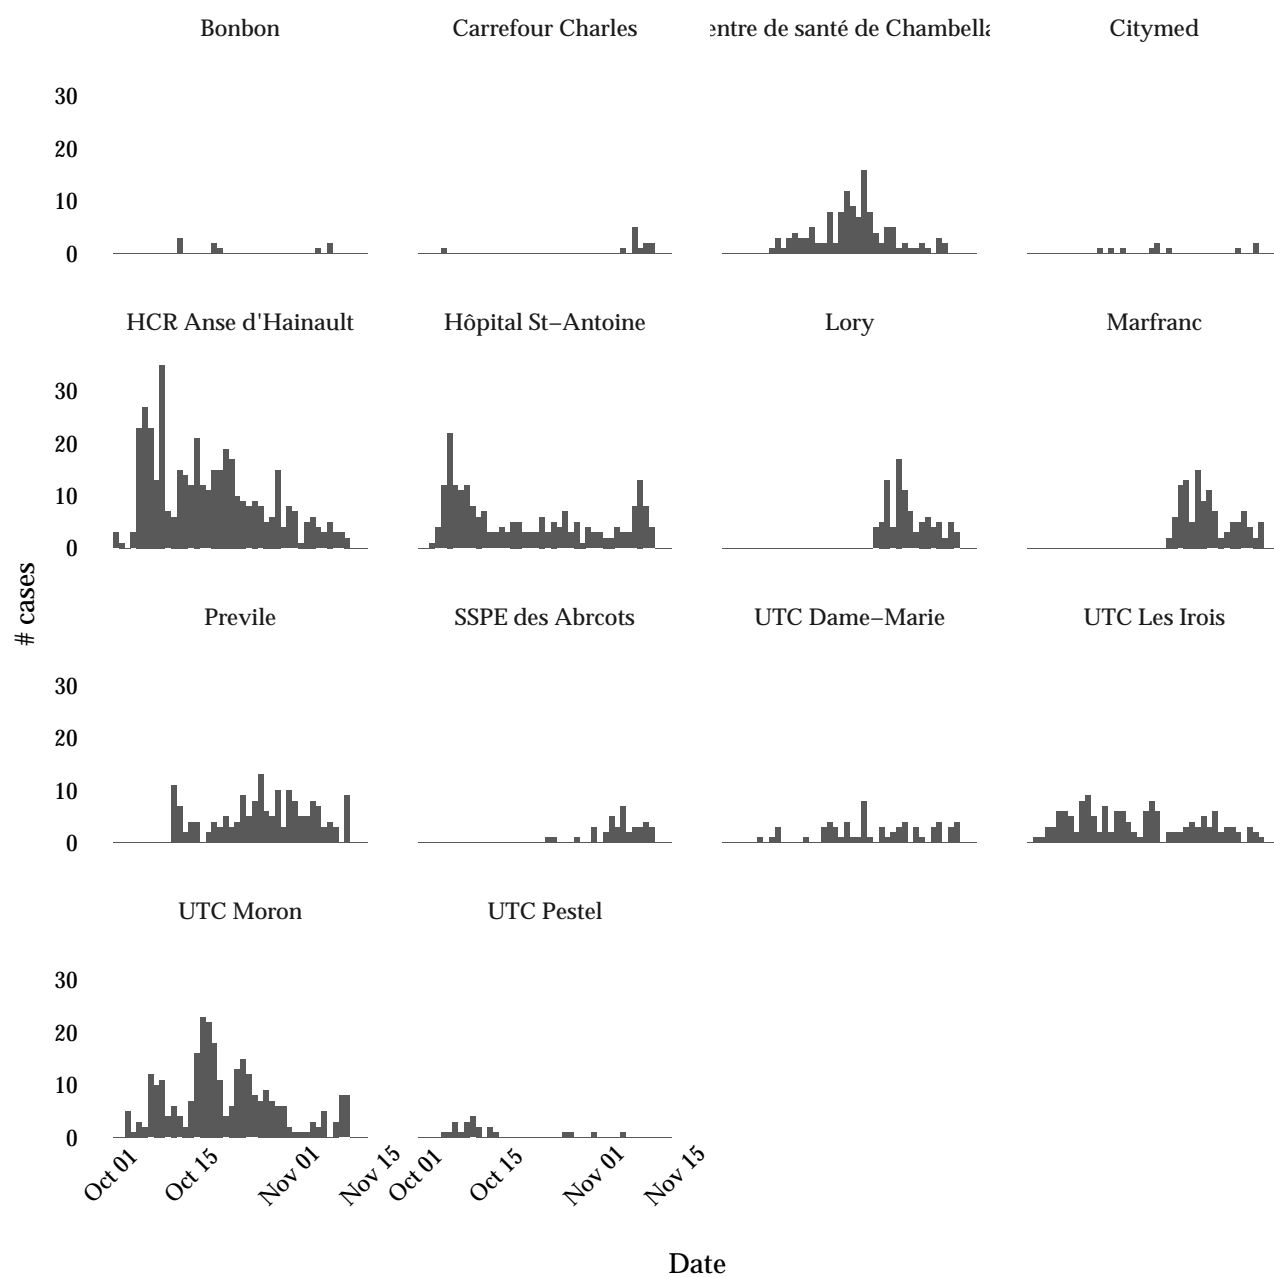 Bonbon Carrefour Charles entre de santé de Chambella Citymed
30
20
10
0
HCR Anse d'Hainault Hôpital St−Antoine Lory Marfranc
30
20
10
0
# cases
Previle SSPE des Abrcots UTC Dame−Marie UTC Les Irois
30
20
10
0
UTC Moron UTC Pestel
30
20
10
0
Oct 01 Oct 15 Nov 01 Nov 15 Oct 01 Oct 15 Nov 01 Nov 15
Date